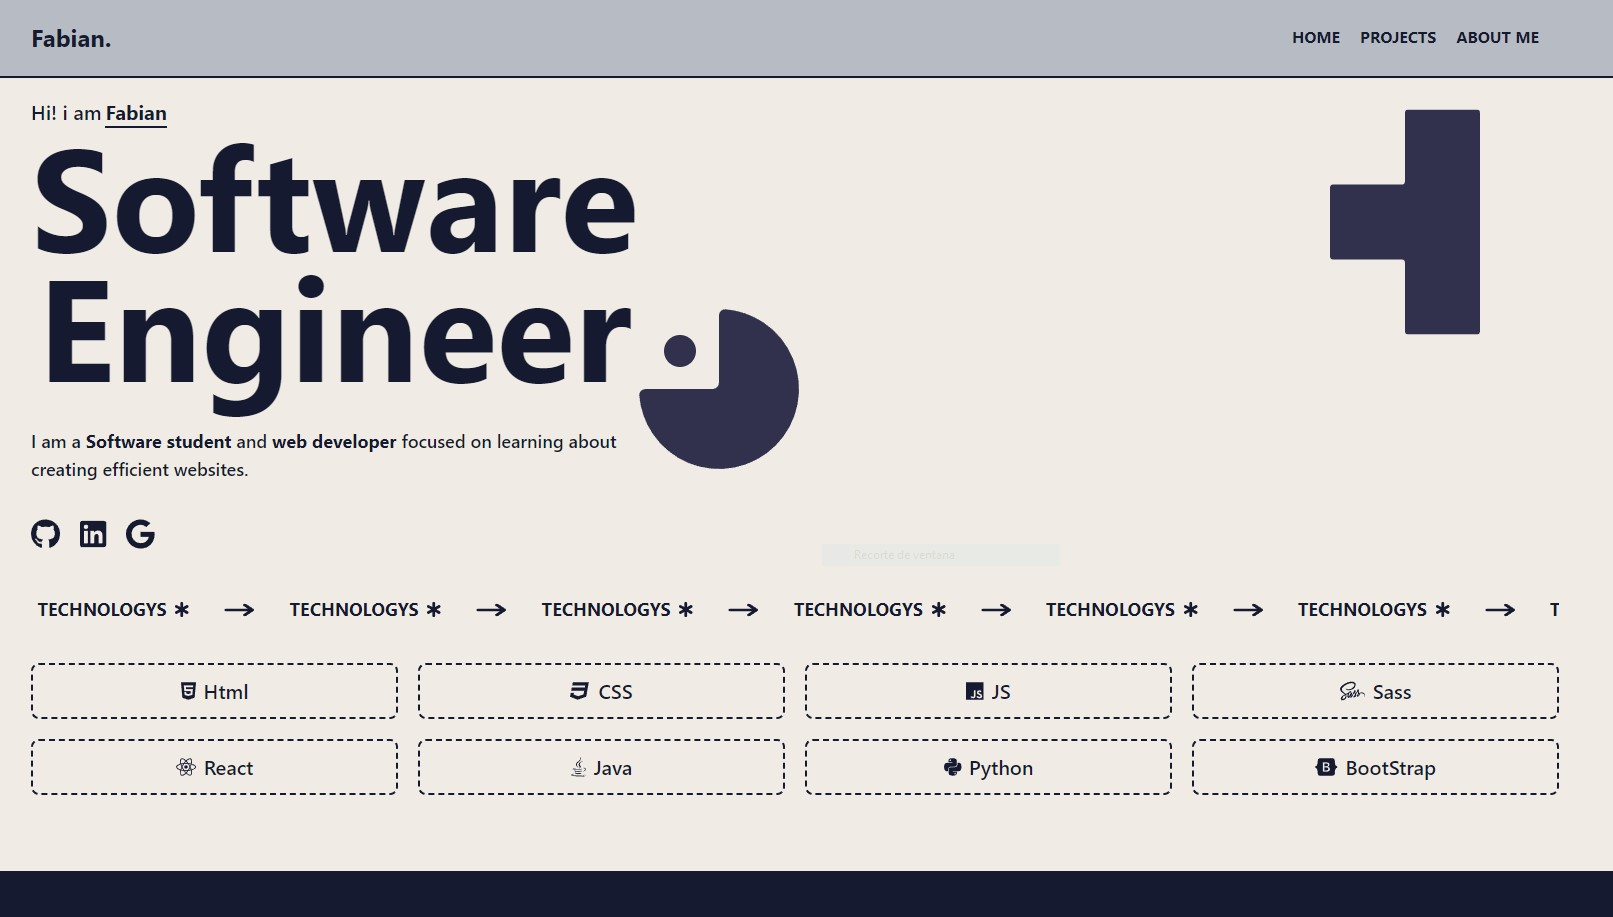 Fabian.
HOME PROJECTS ABOUT ME
Hi! i am Fabian
Software
Engineer
I am a Software student and web developer focused on learning about
creating efficient websites.
Recorte de ventana
TECHNOLOGYS TECHNOLOGYS TECHNOLOGYS TECHNOLOGYS TECHNOLOGYS TECHNOLOGYS T
Html CSS JS Sass
React Java Python BootStrap